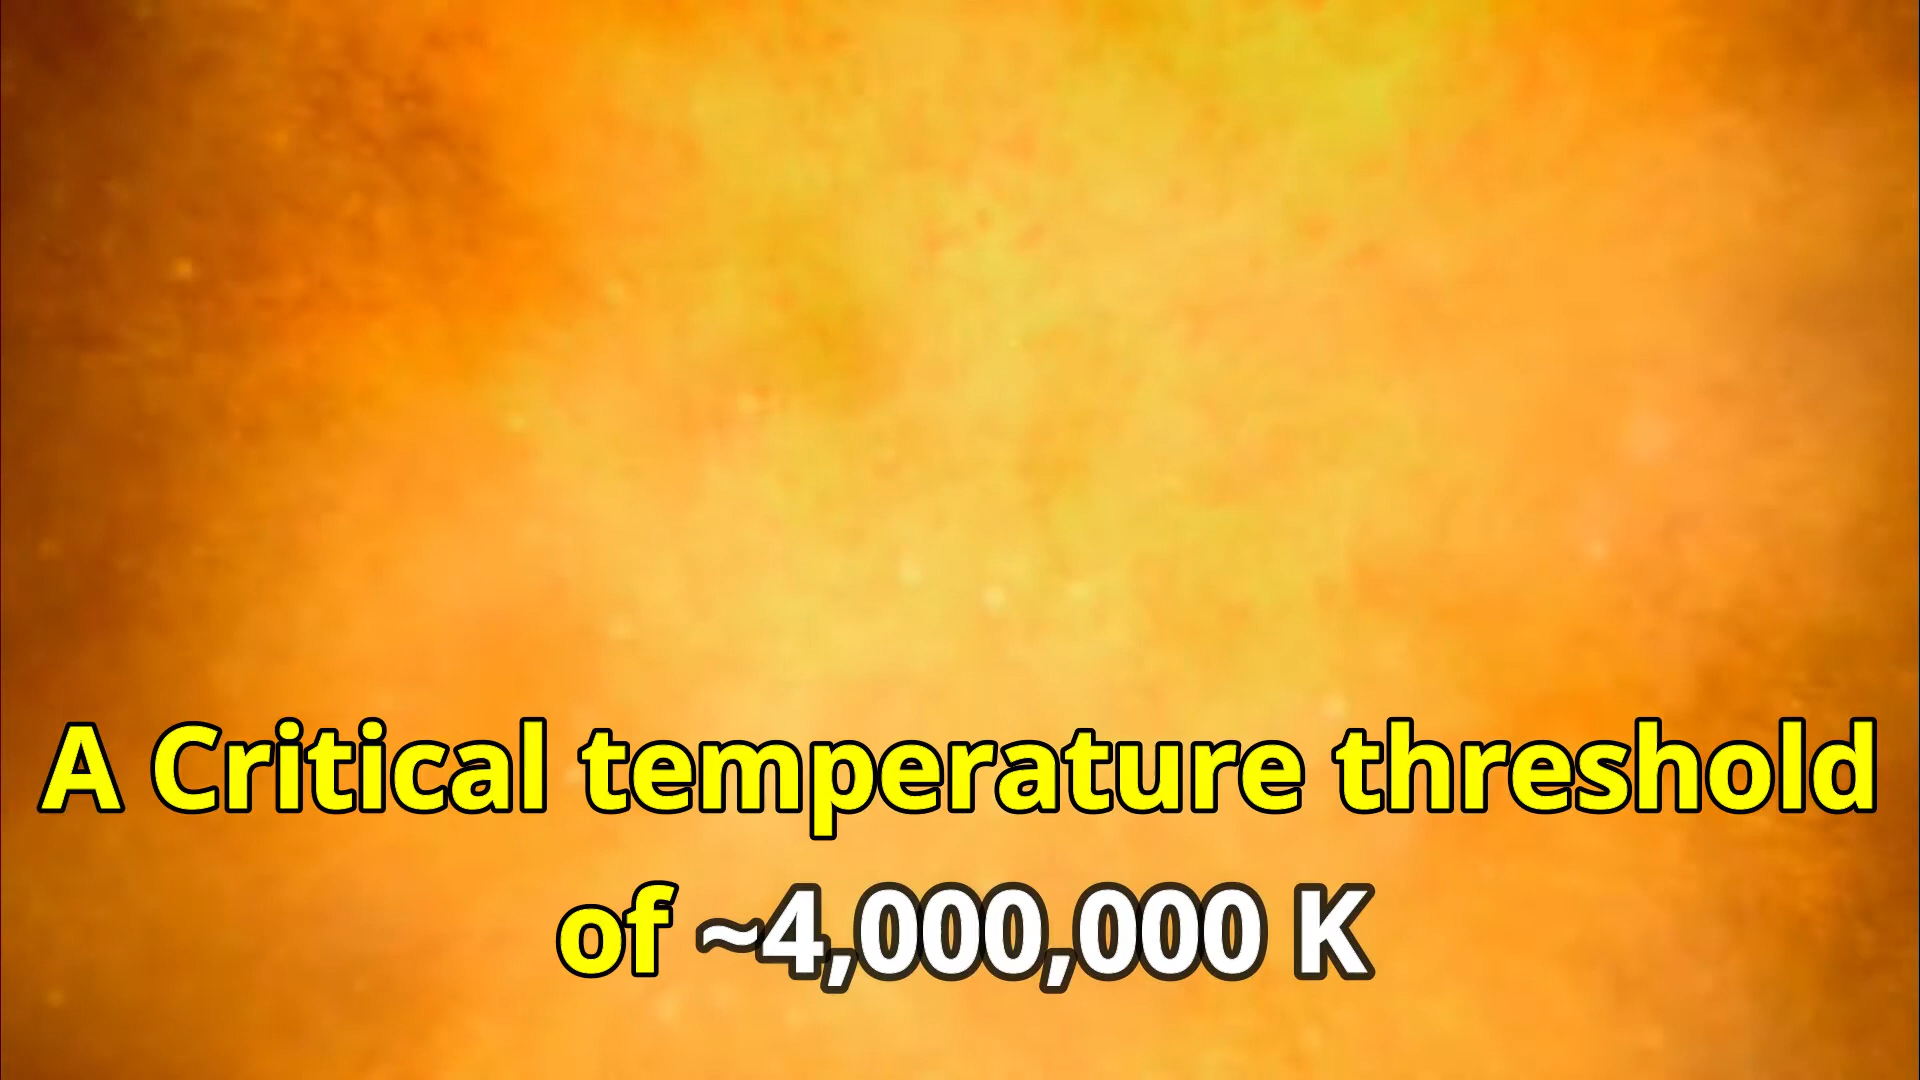 A Critical temperature threshold
of ~4,000,000 K